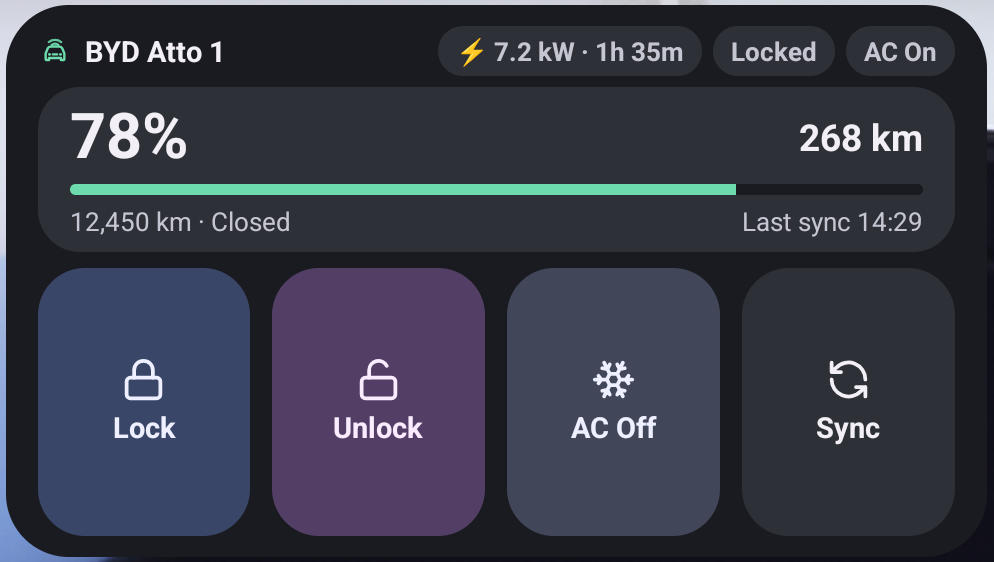 BYD Atto 1
⚡ 7.2 kW · 1h 35m
Locked
AC On
78%
268 km
12,450 km · Closed
Last sync 14:29
Lock
Unlock
AC Off
Sync